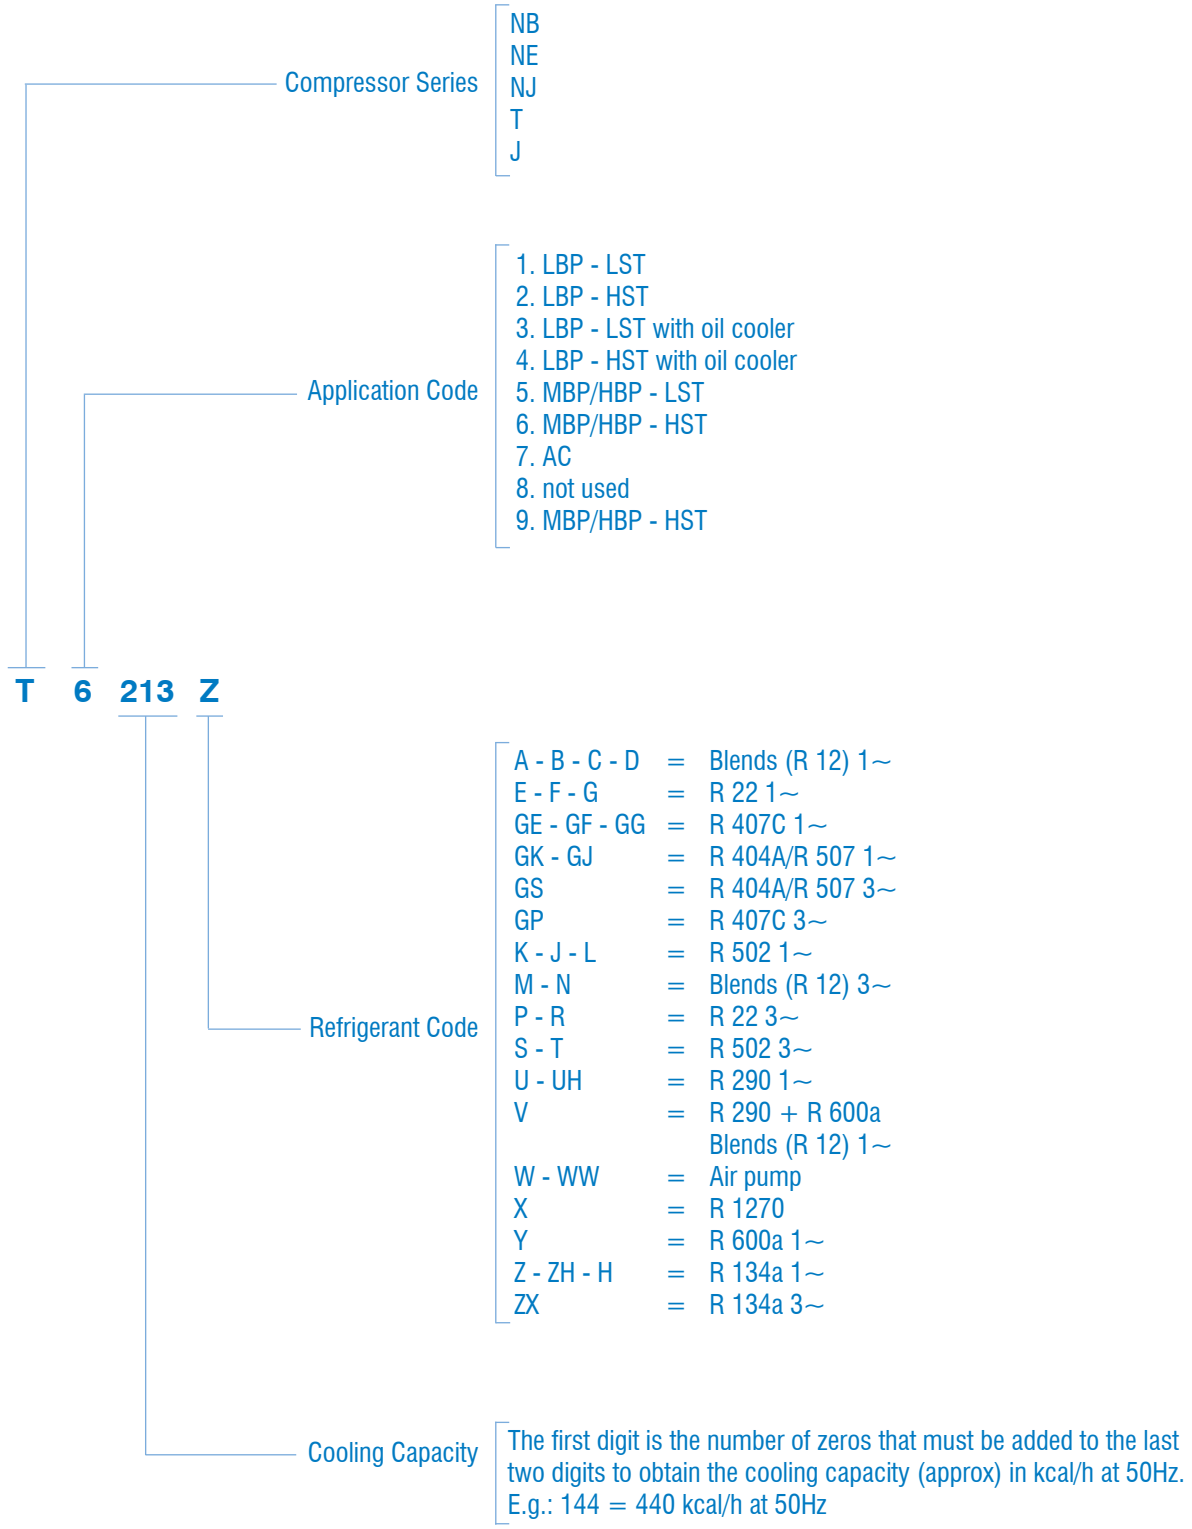 NB
NE
Compressor Series
NJ
T
J
1. LBP - LST
2. LBP - HST
3. LBP - LST with oil cooler
4. LBP - HST with oil cooler
Application Code
5. MBP/HBP - LST
6. MBP/HBP - HST
7. AC
8. not used
9. MBP/HBP - HST
T 6 213 Z
A - B - C - D = Blends (R 12) 1~
E - F - G = R 22 1~
GE - GF - GG = R 407C 1~
GK - GJ = R 404A/R 507 1~
GS = R 404A/R 507 3~
GP = R 407C 3~
K - J - L = R 502 1~
M - N = Blends (R 12) 3~
P - R = R 22 3~
Refrigerant Code
S - T = R 502 3~
U - UH = R 290 1~
V = R 290 + R 600a
Blends (R 12) 1~
W - WW = Air pump
X = R 1270
Y = R 600a 1~
Z - ZH - H = R 134a 1~
ZX = R 134a 3~
Cooling Capacity
The first digit is the number of zeros that must be added to the last
two digits to obtain the cooling capacity (approx) in kcal/h at 50Hz.
E.g.: 144 = 440 kcal/h at 50Hz